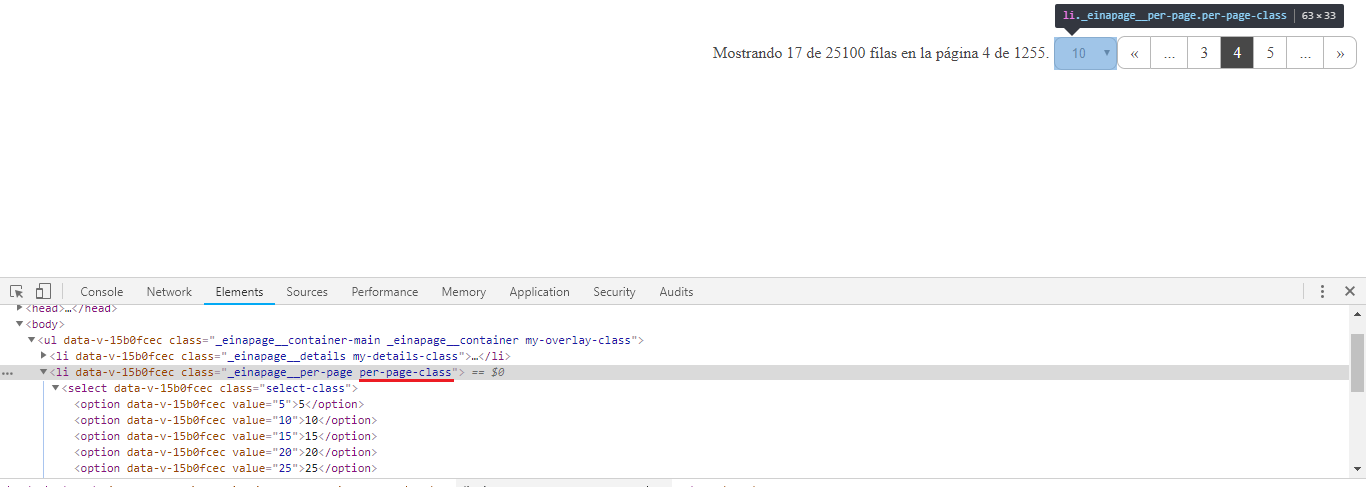 li._einapage__per-page.per-page-class | 63 × 33
Mostrando 17 de 25100 filas en la página 4 de 1255. 10 ▾ « ... 3 4 5 ... »
Console Network Elements Sources Performance Memory Application Security Audits
<head>…</head>
<body>
<ul data-v-15b0fcec class="_einapage__container-main _einapage__container my-overlay-class">
<li data-v-15b0fcec class="_einapage__details my-details-class">…</li>
... <li data-v-15b0fcec class="_einapage__per-page per-page-class"> == $0
<select data-v-15b0fcec class="select-class">
<option data-v-15b0fcec value="5">5</option>
<option data-v-15b0fcec value="10">10</option>
<option data-v-15b0fcec value="15">15</option>
<option data-v-15b0fcec value="20">20</option>
<option data-v-15b0fcec value="25">25</option>